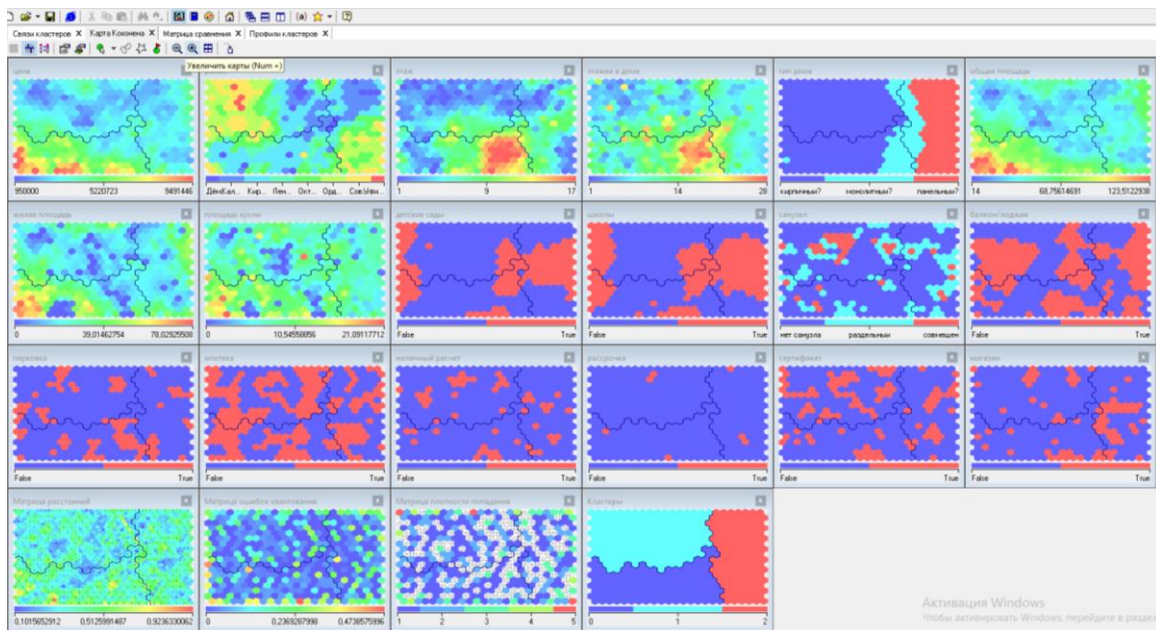 Связи кластеров X Карта Кохонена X Матрица сравнения X Профили кластеров X
Увеличить карты (Num +)
цена
этаж
этажей в доме
тип дома
общая площадь
950000 5220723 9491446
Кир... Лен... Окт... Орд...
1 9 17
1 14 28
кирпичный? монолитный? панельный?
14 68,75614691 123,5122938
жилая площадь
площадь кухни
детские сады
школы
санузел
балкон/лоджия
0 39,01462754 78,02925508
0 10,54558856 21,09117712
False True
False True
нет санузла раздельный совмещен
False True
парковка
ипотека
наличный расчет
рассрочка
сертификат
магазин
False True
False True
False True
False True
False True
False True
Матрица расстояний
Матрица ошибок квантования
Матрица плотности попадания
Кластеры
0,1015652912 0,5125991487 0,9236330062
0 0,2369287998 0,4738575996
1 2 3 4 5
0 1 2
Активация Windows
Чтобы активировать Windows, перейдите в раздел